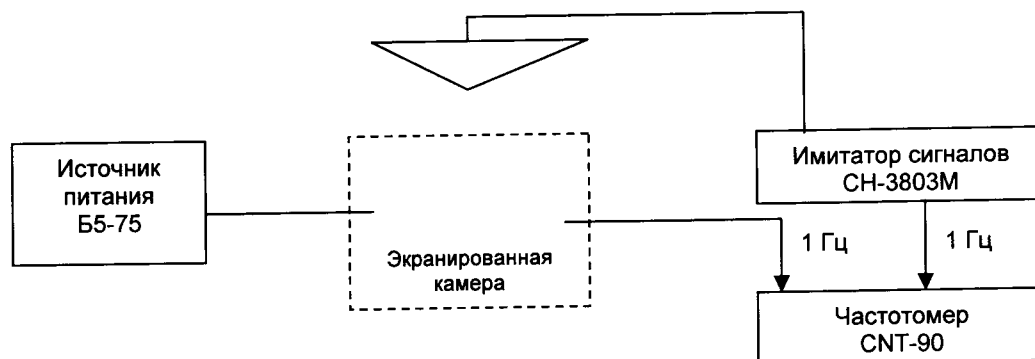 Источник
питания
Б5-75
Экранированная
камера
Имитатор сигналов
СН-3803М
1 Гц
1 Гц
Частотомер
CNT-90